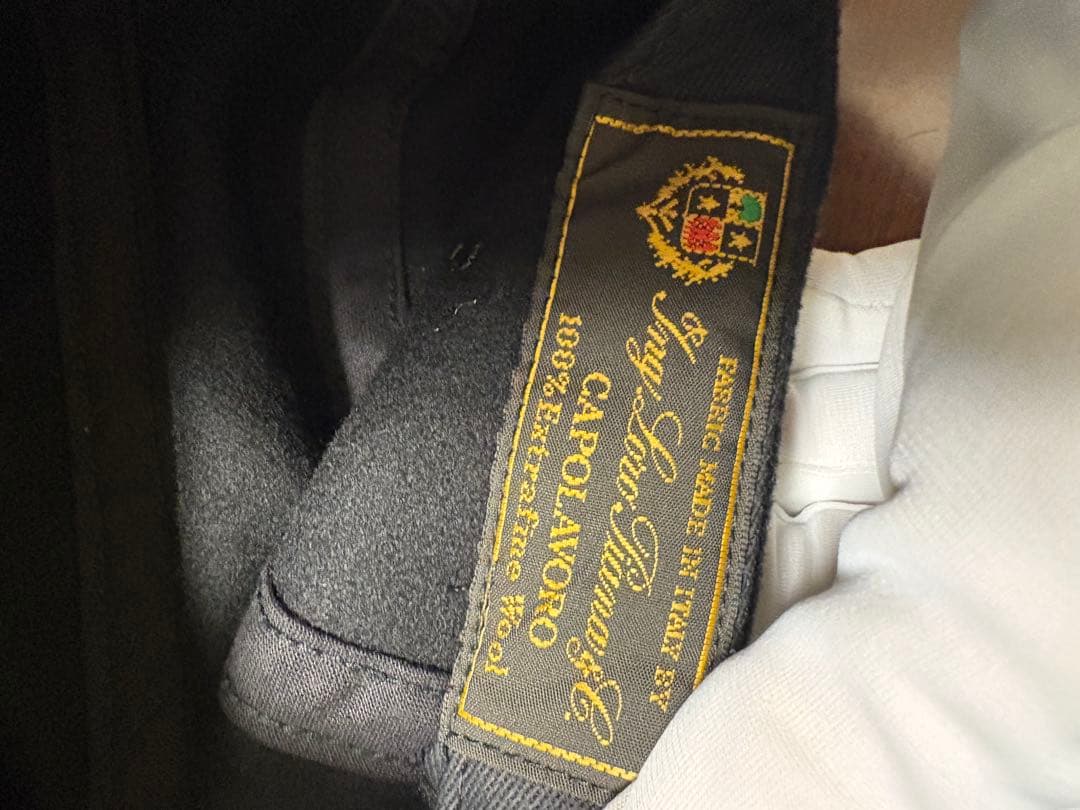 FABRIC MADE IN ITALY BY
Ing. Loro Piana & C.
CAPOLAVORO
100% Extrafine Wool